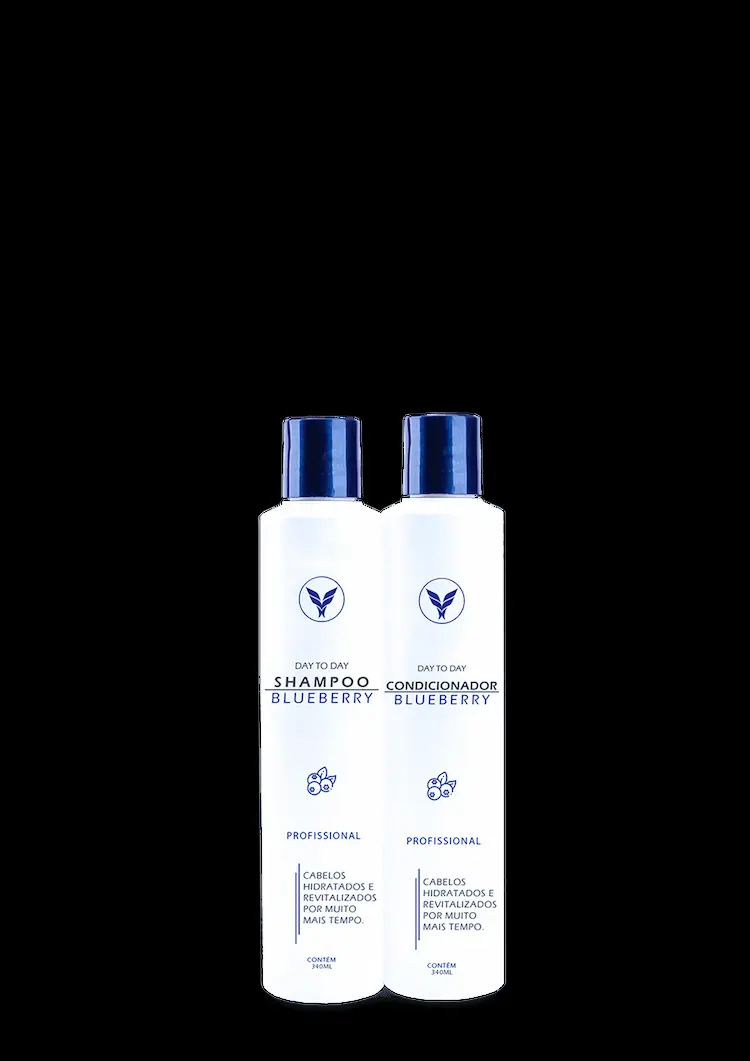 DAY TO DAY
SHAMPOO
BLUEBERRY
PROFISSIONAL
CABELOS
HIDRATADOS E
REVITALIZADOS
POR MUITO
MAIS TEMPO.
CONTÉM
340ML
DAY TO DAY
CONDICIONADOR
BLUEBERRY
PROFISSIONAL
CABELOS
HIDRATADOS E
REVITALIZADOS
POR MUITO
MAIS TEMPO.
CONTÉM
340ML